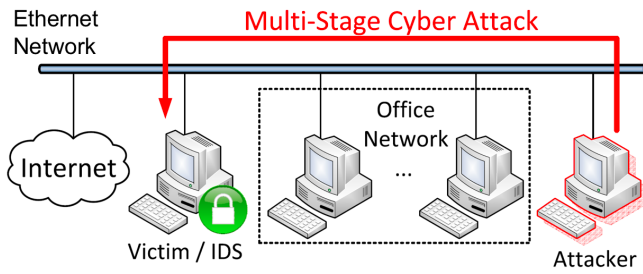 Ethernet
Network
Multi-Stage Cyber Attack
Internet
Office
Network
...
Victim / IDS
Attacker